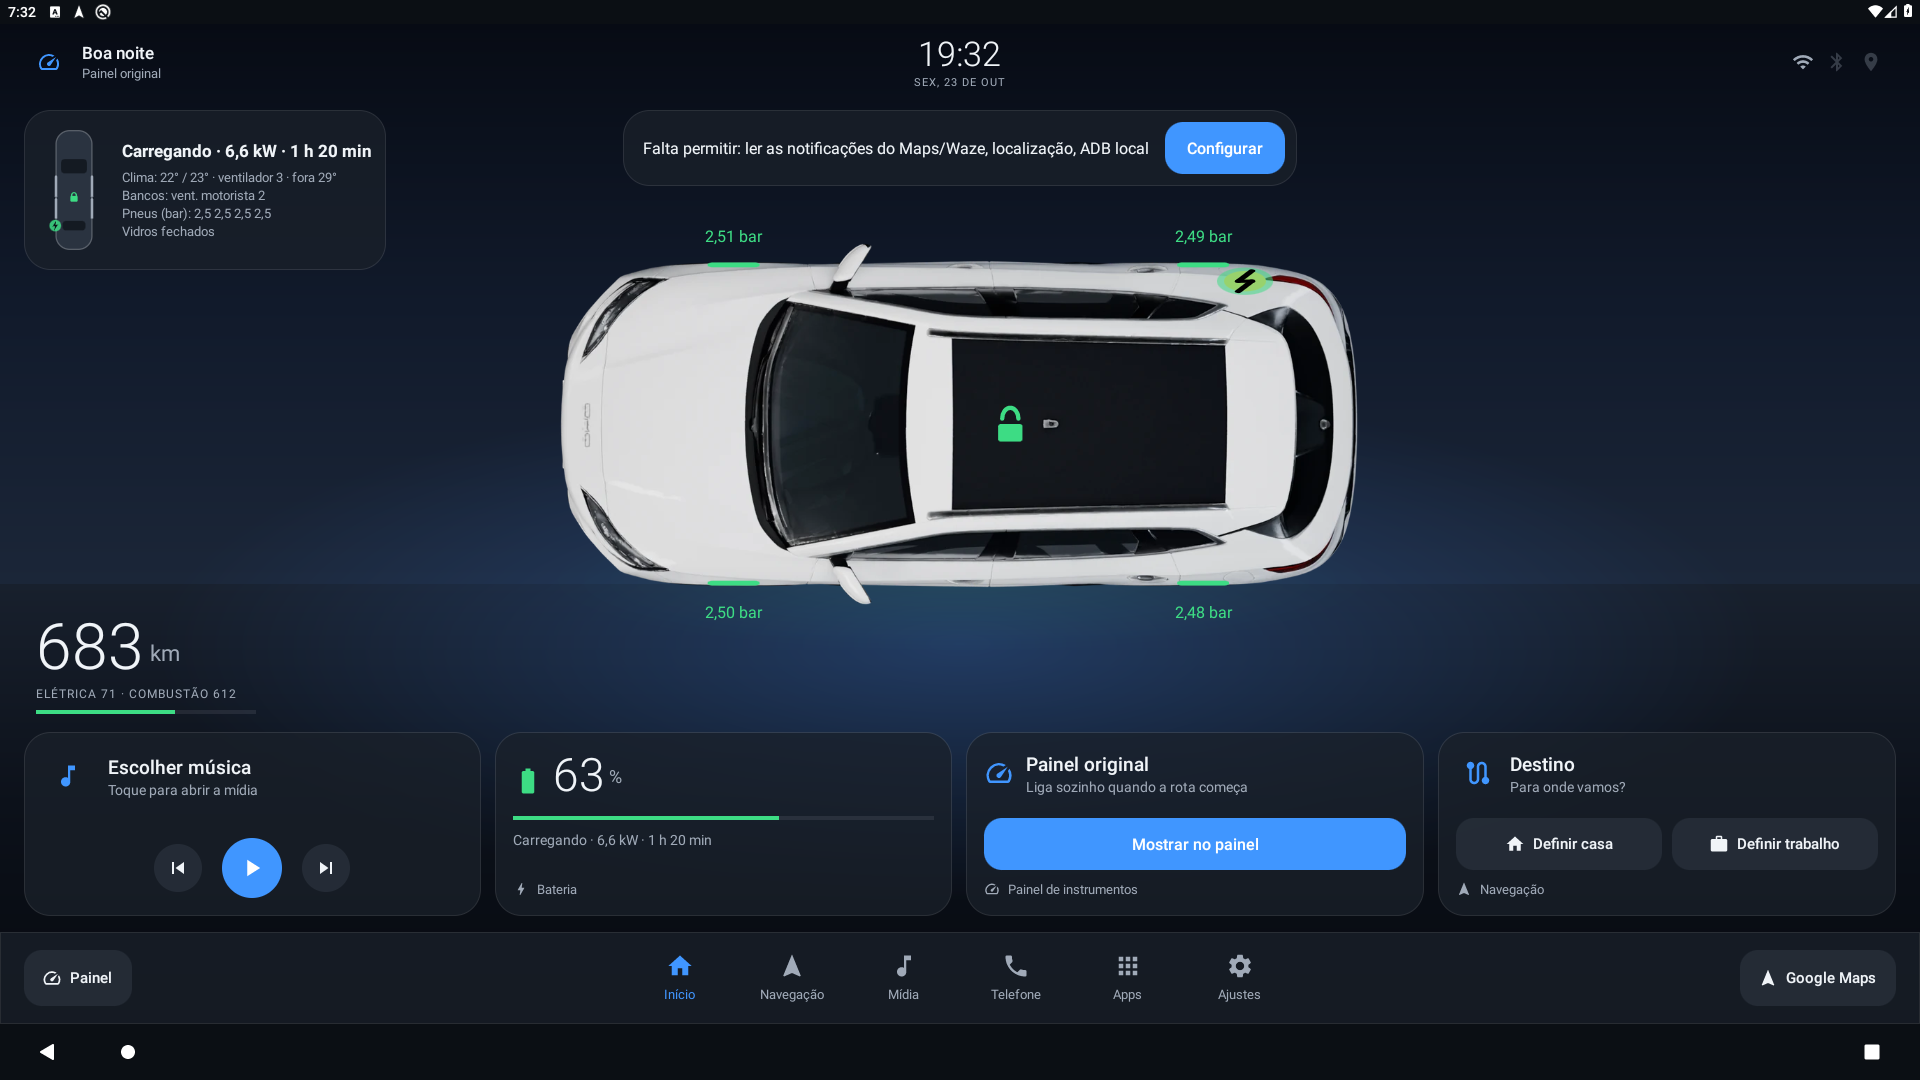 7:32
Boa noite
Painel original
19:32
SEX, 23 DE OUT
Carregando · 6,6 kW · 1 h 20 min
Clima: 22° / 23° · ventilador 3 · fora 29°
Bancos: vent. motorista 2
Pneus (bar): 2,5 2,5 2,5 2,5
Vidros fechados
Falta permitir: ler as notificações do Maps/Waze, localização, ADB local
Configurar
2,51 bar
2,49 bar
2,50 bar
2,48 bar
683 km
ELÉTRICA 71 · COMBUSTÃO 612
Escolher música
Toque para abrir a mídia
63 %
Carregando · 6,6 kW · 1 h 20 min
Bateria
Painel original
Liga sozinho quando a rota começa
Mostrar no painel
Painel de instrumentos
Destino
Para onde vamos?
Definir casa
Definir trabalho
Navegação
Painel
Início
Navegação
Mídia
Telefone
Apps
Ajustes
Google Maps